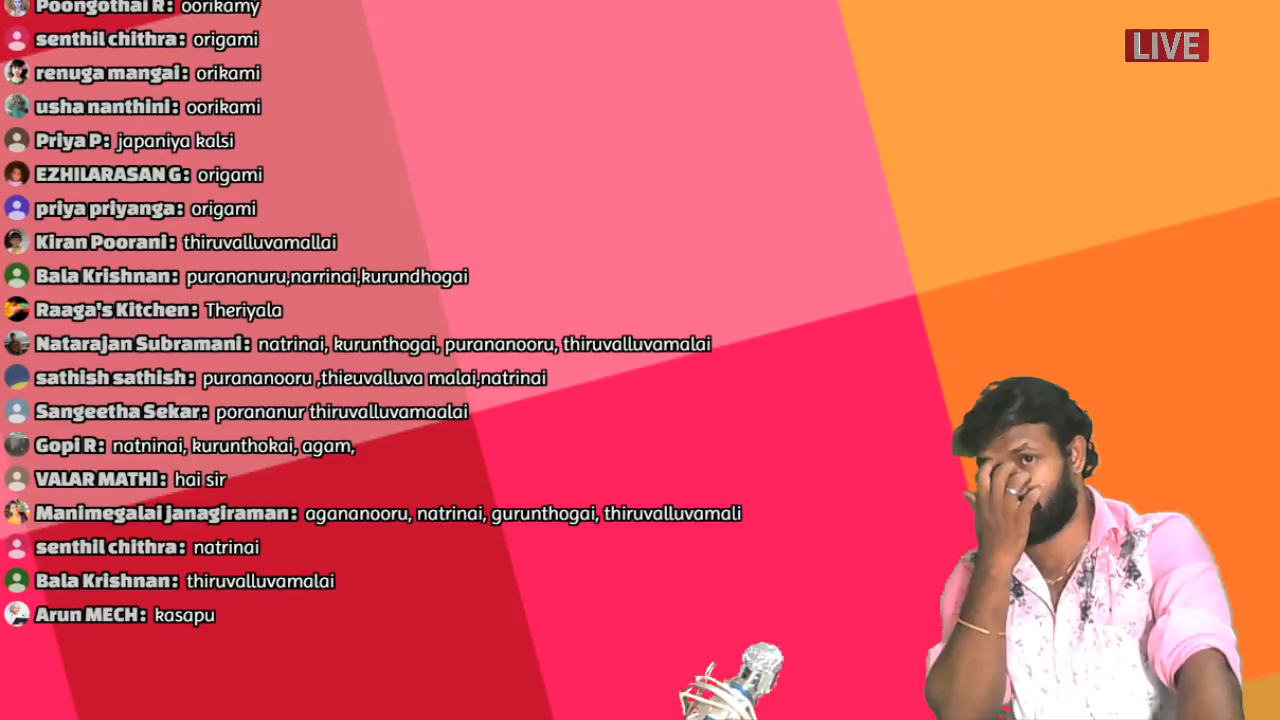 Poongothai R: oorikamy
LIVE
senthil chithra: origami
renuga mangai: orikami
usha nanthini: oorikami
Priya P: japaniya kalsi
EZHILARASAN G: origami
priya priyanga: origami
Kiran Poorani: thiruvalluvamallai
Bala Krishnan: purananuru,narrinai,kurundhogai
Raaga's Kitchen: Theriyala
Natarajan Subramani: natrinai, kurunthogai, purananooru, thiruvalluvamalai
sathish sathish: purananooru ,thieuvalluva malai,natrinai
Sangeetha Sekar: porananur thiruvalluvamaalai
Gopi R: natninai, kurunthokai, agam,
VALAR MATHI: hai sir
Manimegalai janagiraman: agananooru, natrinai, gurunthogai, thiruvalluvamali
senthil chithra: natrinai
Bala Krishnan: thiruvalluvamalai
Arun MECH: kasapu